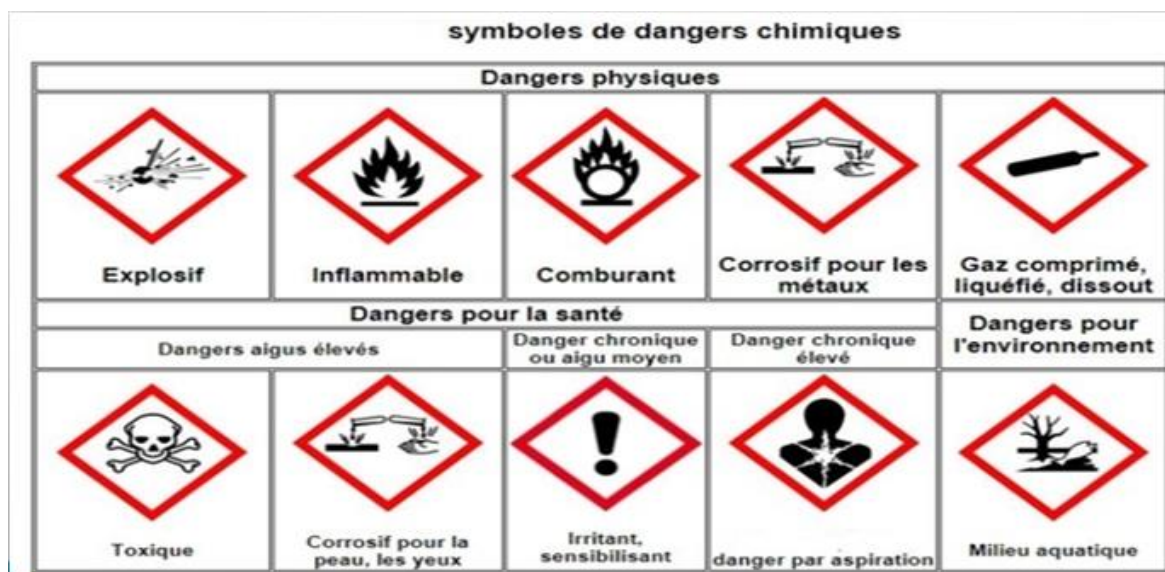 symboles de dangers chimiques
Dangers physiques
Explosif
Inflammable
Comburant
Corrosif pour les
métaux
Gaz comprimé,
liquéfié, dissout
Dangers pour la santé
Dangers pour
l'environnement
Dangers aigus élevés
Danger chronique
ou aigu moyen
Danger chronique
élevé
Toxique
Corrosif pour la
peau, les yeux
Irritant,
sensibilisant
danger par aspiration
Milieu aquatique